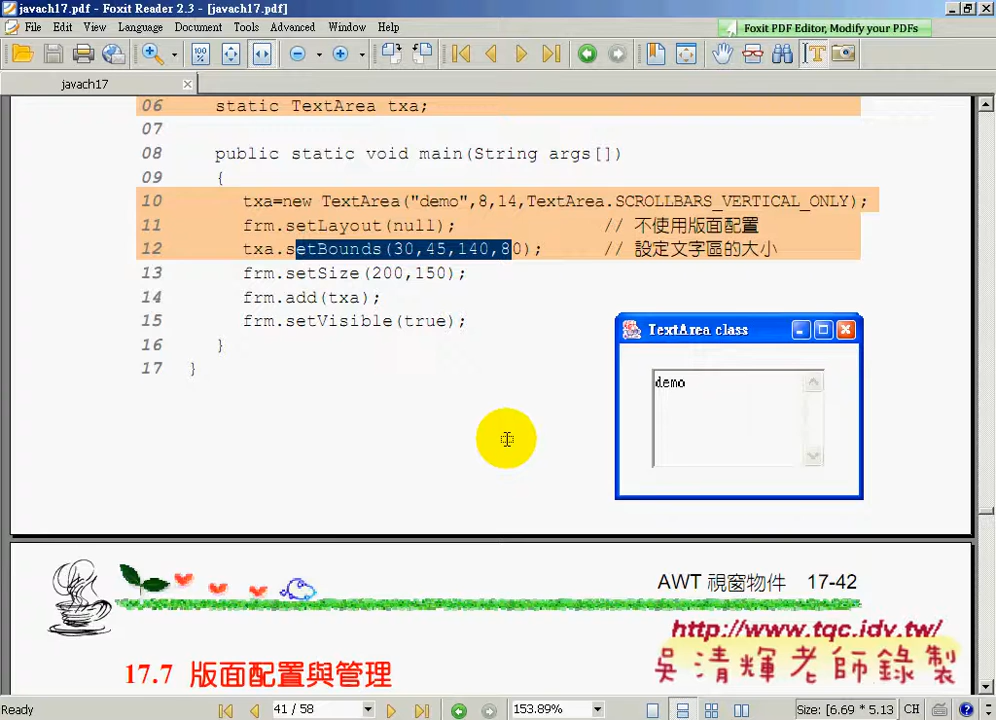 javach17.pdf - Foxit Reader 2.3 - [javach17.pdf]
File Edit View Language Document Tools Advanced Window Help
Foxit PDF Editor, Modify your PDFs
javach17
06 static TextArea txa;
07
08 public static void main(String args[])
09 {
10 txa=new TextArea("demo",8,14,TextArea.SCROLLBARS_VERTICAL_ONLY);
11 frm.setLayout(null); // 不使用版面配置
12 txa.setBounds(30,45,140,80); // 設定文字區的大小
13 frm.setSize(200,150);
14 frm.add(txa);
15 frm.setVisible(true);
16 }
17 }
TextArea class
demo
AWT 視窗物件 17-42
http://www.tqc.idv.tw/
吳清輝老師錄製
17.7 版面配置與管理
Ready
41 / 58
153.89%
Size: [6.69 * 5.13
CH